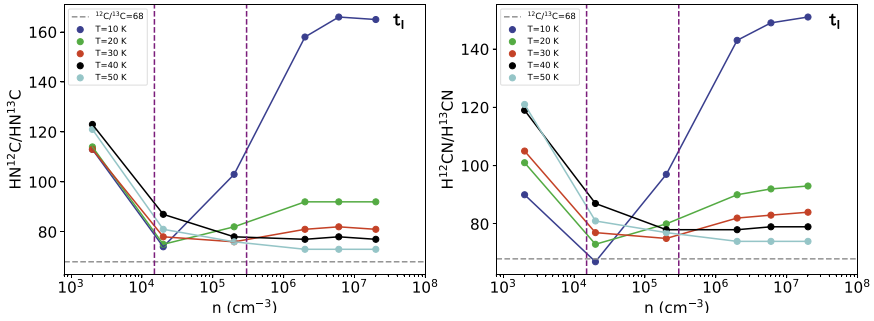 ¹²C/¹³C=68
T=10 K
T=20 K
T=30 K
T=40 K
T=50 K
t_I
160
140
120
100
80
HN¹²C/HN¹³C
10³ 10⁴ 10⁵ 10⁶ 10⁷ 10⁸
n (cm⁻³)
¹²C/¹³C=68
T=10 K
T=20 K
T=30 K
T=40 K
T=50 K
t_I
140
120
100
80
H¹²CN/H¹³CN
10³ 10⁴ 10⁵ 10⁶ 10⁷ 10⁸
n (cm⁻³)